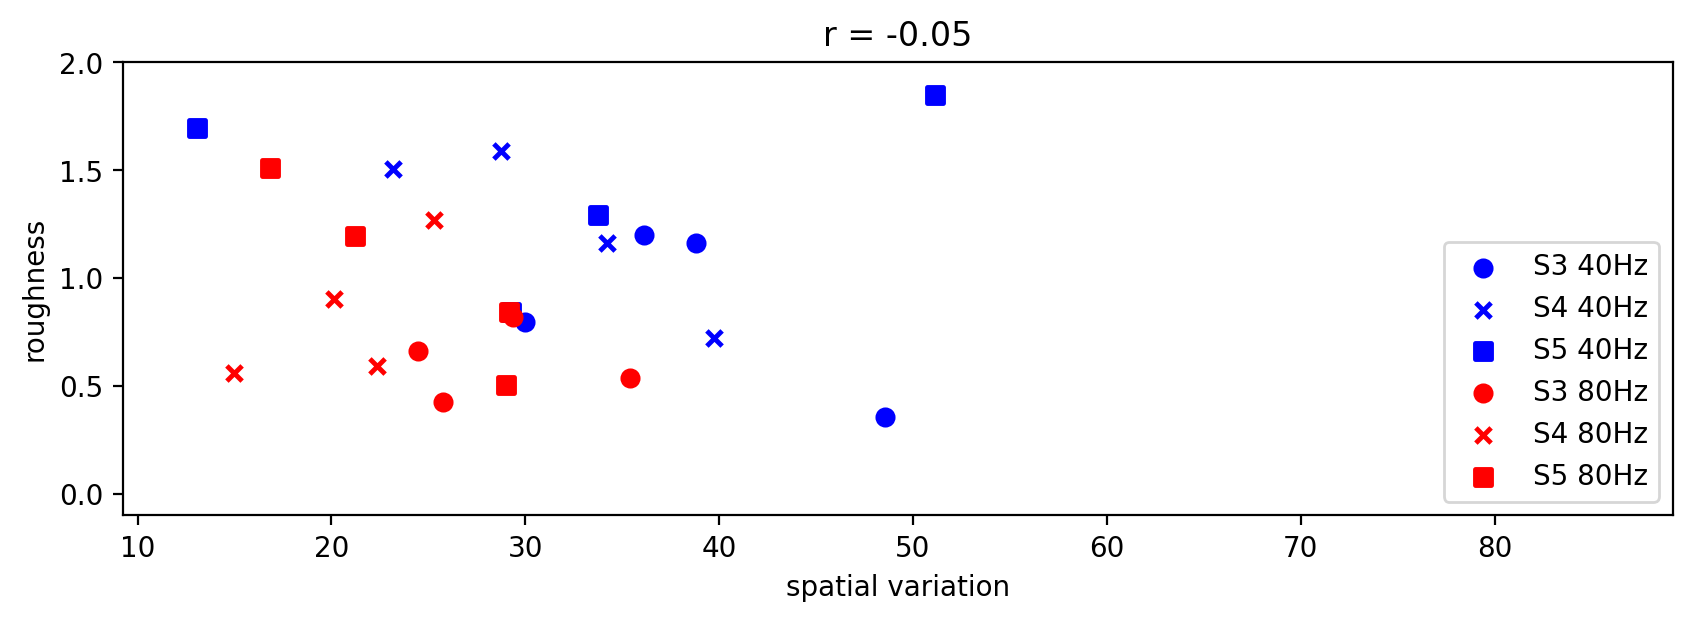 r = -0.05
2.0
1.5
1.0
0.5
0.0
roughness
S3 40Hz
S4 40Hz
S5 40Hz
S3 80Hz
S4 80Hz
S5 80Hz
10 20 30 40 50 60 70 80
spatial variation